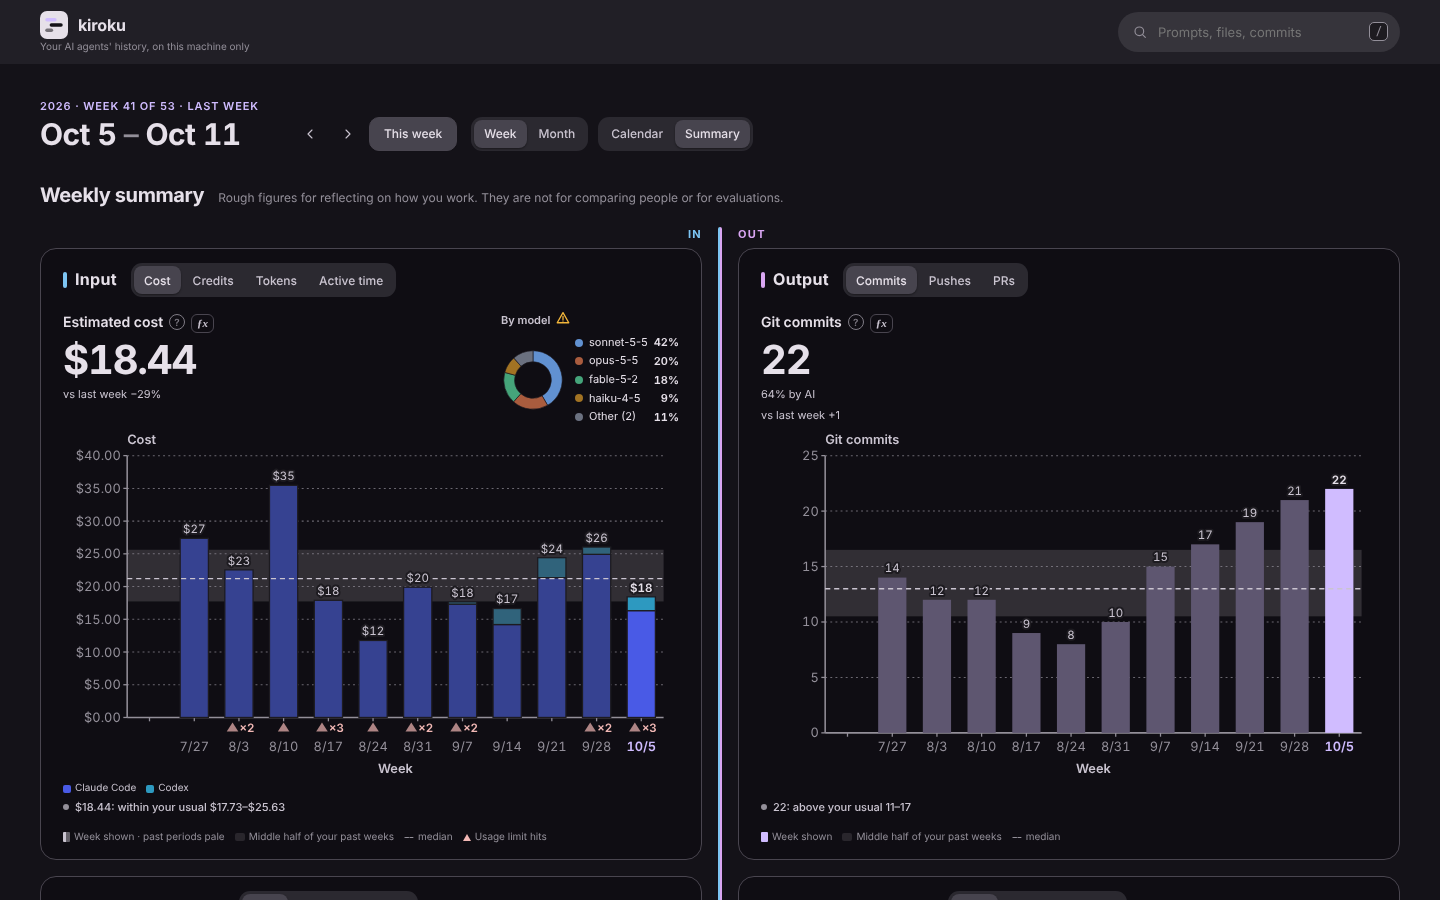 kiroku
Your AI agents' history, on this machine only
Prompts, files, commits
/
2026 · WEEK 41 OF 53 · LAST WEEK
Oct 5 – Oct 11
This week
Week
Month
Calendar
Summary
Weekly summary
Rough figures for reflecting on how you work. They are not for comparing people or for evaluations.
IN
OUT
Input
Cost
Credits
Tokens
Active time
Estimated cost
?
ƒx
$18.44
vs last week −29%
By model
sonnet-5-5 42%
opus-5-5 20%
fable-5-2 18%
haiku-4-5 9%
Other (2) 11%
Cost
$40.00
$35.00
$30.00
$25.00
$20.00
$15.00
$10.00
$5.00
$0.00
$27
$23
$35
$18
$12
$20
$18
$17
$24
$26
$18
×2
×3
×2
×2
×2
×3
7/27 8/3 8/10 8/17 8/24 8/31 9/7 9/14 9/21 9/28 10/5
Week
Claude Code
Codex
$18.44: within your usual $17.73–$25.63
Week shown · past periods pale
Middle half of your past weeks
median
Usage limit hits
Output
Commits
Pushes
PRs
Git commits
?
ƒx
22
64% by AI
vs last week +1
Git commits
25
20
15
10
5
0
14
12
12
9
8
10
15
17
19
21
22
7/27 8/3 8/10 8/17 8/24 8/31 9/7 9/14 9/21 9/28 10/5
Week
22: above your usual 11–17
Week shown
Middle half of your past weeks
median